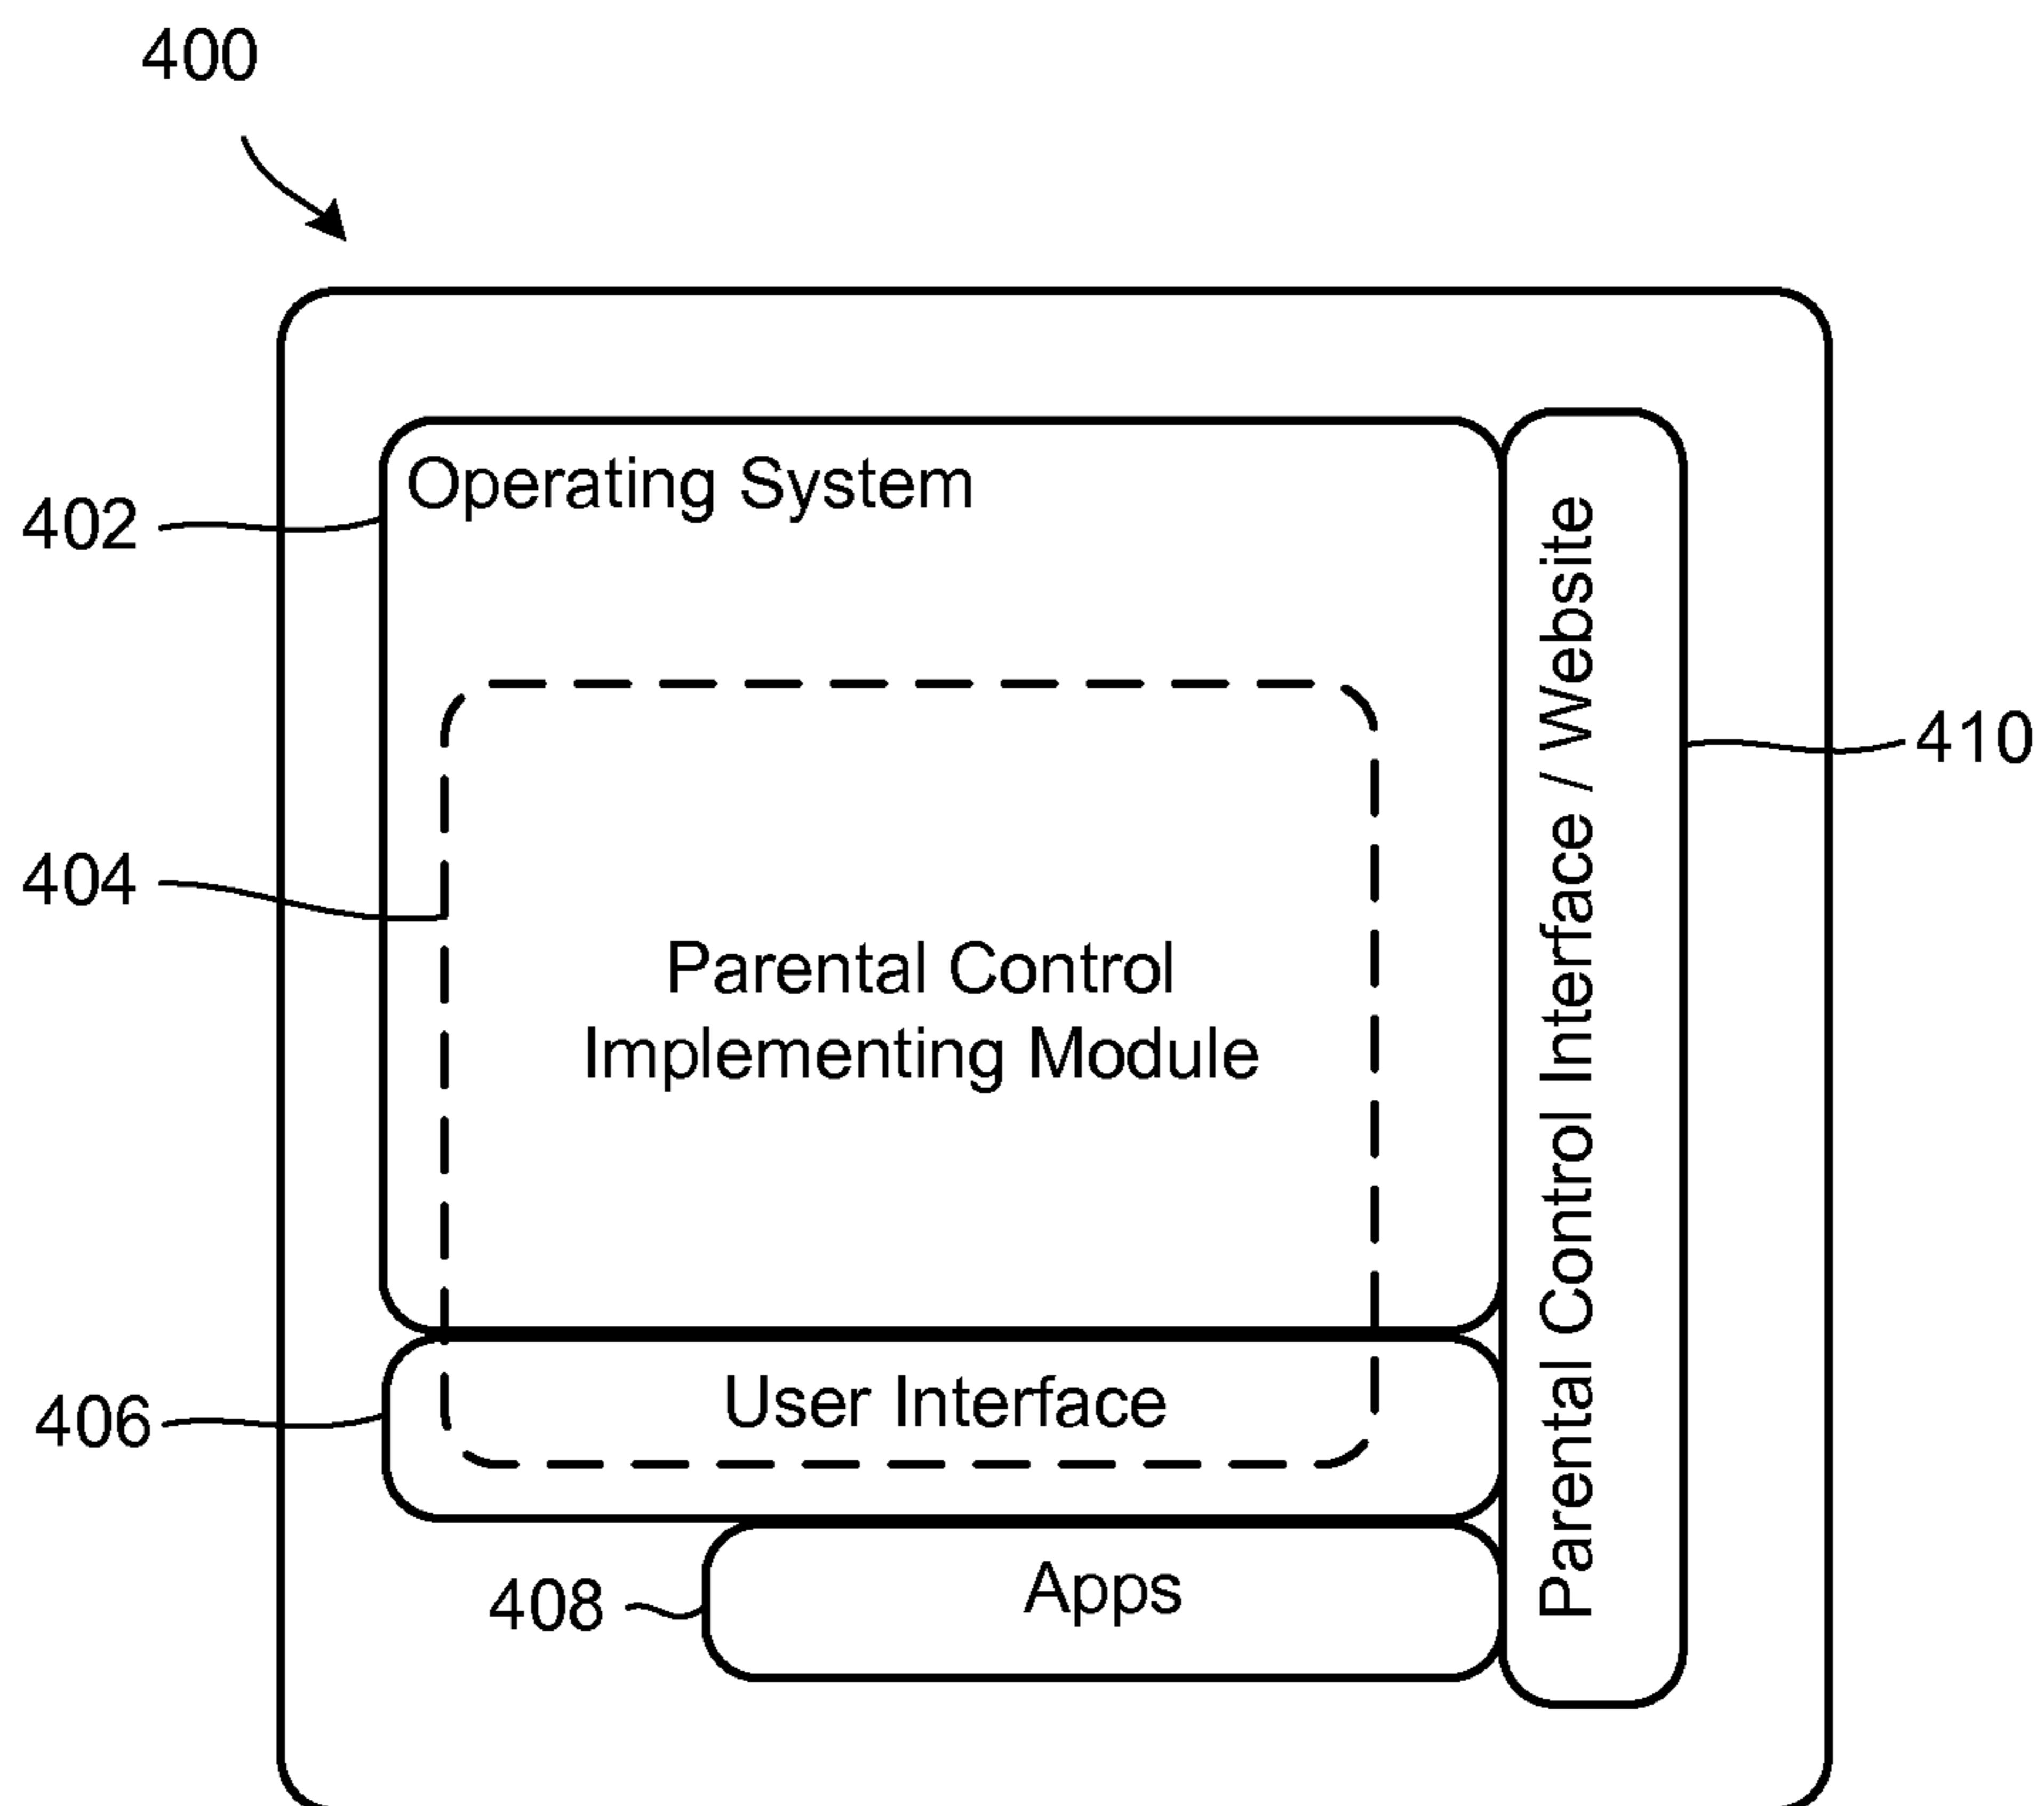 400
Operating System
402
Parental Control Interface / Website
410
404
Parental Control
Implementing Module
406
User Interface
408
Apps